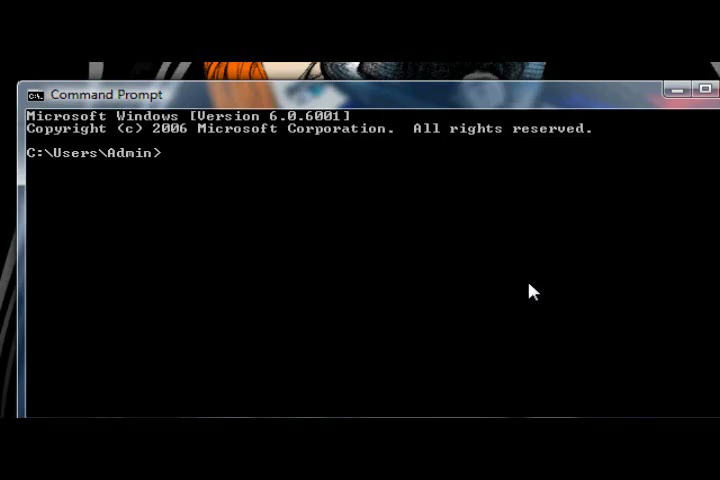 C:\.
Command Prompt
Microsoft Windows [Version 6.0.6001]
Copyright (c) 2006 Microsoft Corporation.  All rights reserved.
C:\Users\Admin>